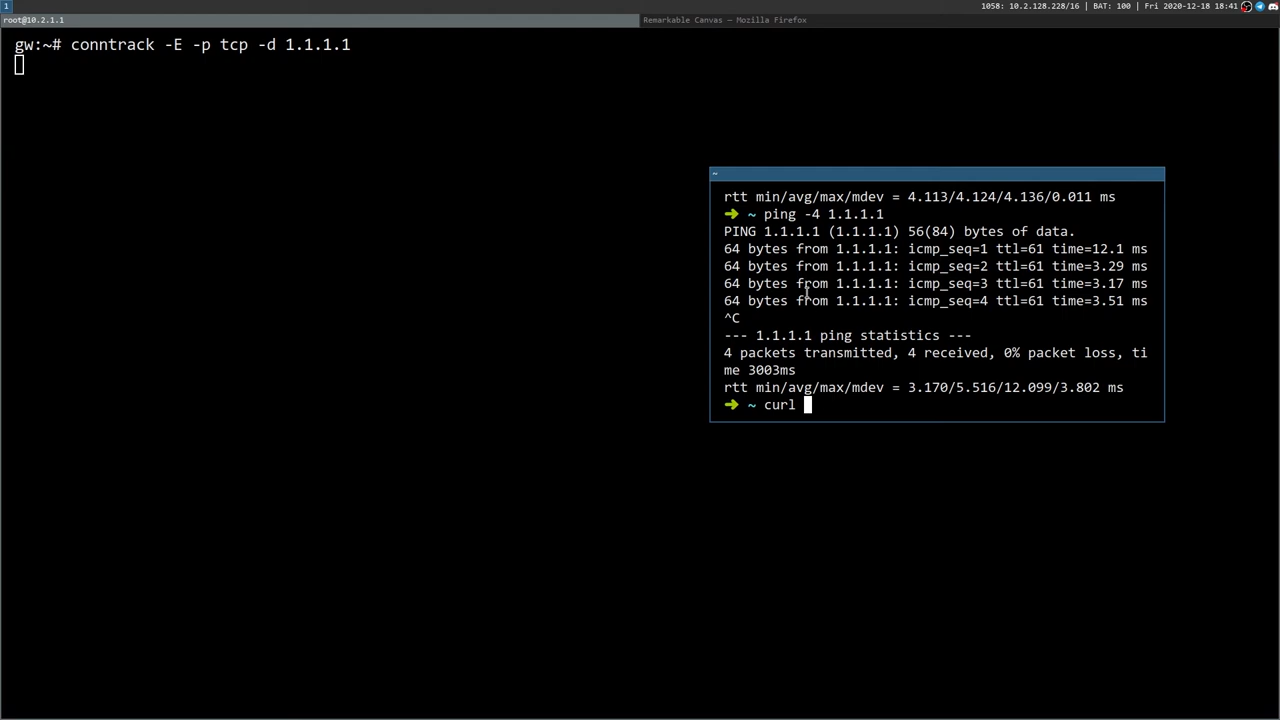 1
1058: 10.2.128.228/16 | BAT: 100 | Fri 2020-12-18 18:41
root@10.2.1.1
Remarkable Canvas — Mozilla Firefox
gw:~# conntrack -E -p tcp -d 1.1.1.1
~
rtt min/avg/max/mdev = 4.113/4.124/4.136/0.011 ms
➜ ~ ping -4 1.1.1.1
PING 1.1.1.1 (1.1.1.1) 56(84) bytes of data.
64 bytes from 1.1.1.1: icmp_seq=1 ttl=61 time=12.1 ms
64 bytes from 1.1.1.1: icmp_seq=2 ttl=61 time=3.29 ms
64 bytes from 1.1.1.1: icmp_seq=3 ttl=61 time=3.17 ms
64 bytes from 1.1.1.1: icmp_seq=4 ttl=61 time=3.51 ms
^C
--- 1.1.1.1 ping statistics ---
4 packets transmitted, 4 received, 0% packet loss, ti
me 3003ms
rtt min/avg/max/mdev = 3.170/5.516/12.099/3.802 ms
➜ ~ curl